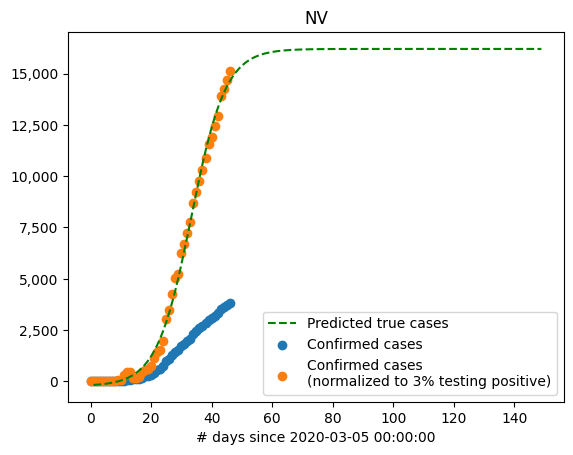 NV
15,000
12,500
10,000
7,500
5,000
2,500
0
Predicted true cases
Confirmed cases
Confirmed cases
(normalized to 3% testing positive)
0 20 40 60 80 100 120 140
# days since 2020-03-05 00:00:00